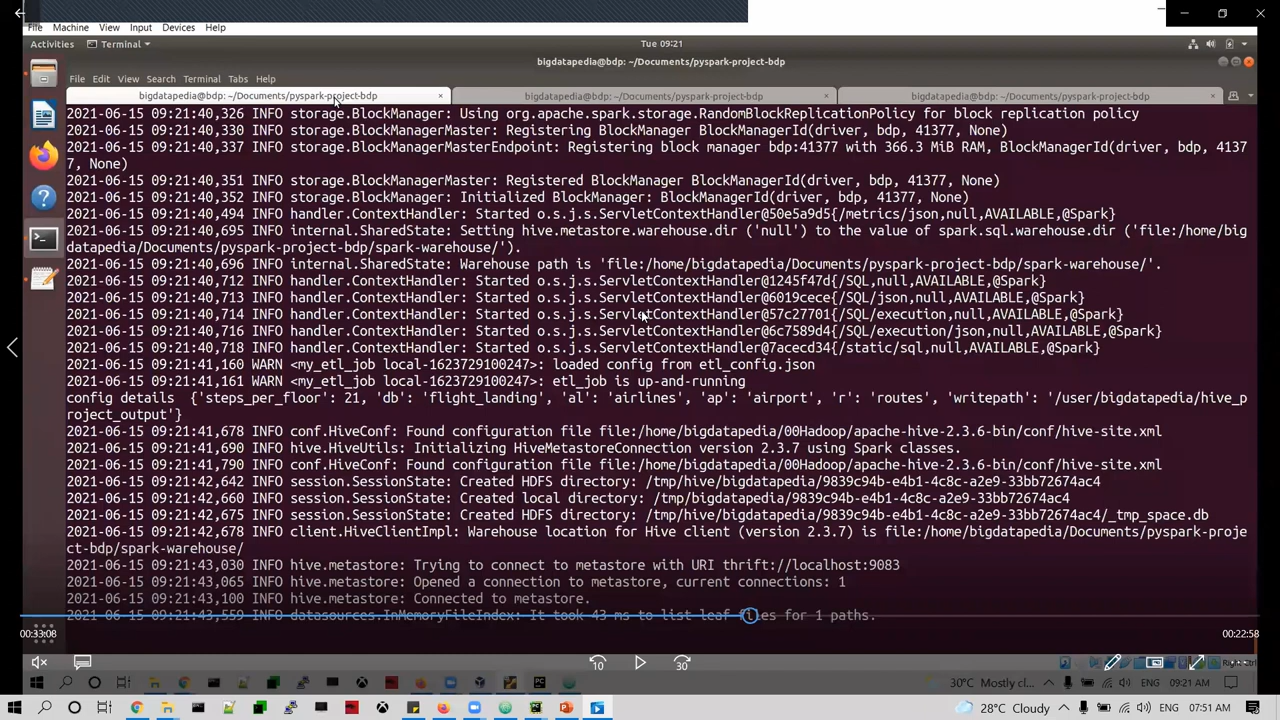 File Machine View Input Devices Help
Activities Terminal Tue 09:21
bigdatapedia@bdp: ~/Documents/pyspark-project-bdp
File Edit View Search Terminal Tabs Help
bigdatapedia@bdp: ~/Documents/pyspark-project-bdp × bigdatapedia@bdp: ~/Documents/pyspark-project-bdp × bigdatapedia@bdp: ~/Documents/pyspark-project-bdp ×
2021-06-15 09:21:40,326 INFO storage.BlockManager: Using org.apache.spark.storage.RandomBlockReplicationPolicy for block replication policy
2021-06-15 09:21:40,330 INFO storage.BlockManagerMaster: Registering BlockManager BlockManagerId(driver, bdp, 41377, None)
2021-06-15 09:21:40,337 INFO storage.BlockManagerMasterEndpoint: Registering block manager bdp:41377 with 366.3 MiB RAM, BlockManagerId(driver, bdp, 4137
7, None)
2021-06-15 09:21:40,351 INFO storage.BlockManagerMaster: Registered BlockManager BlockManagerId(driver, bdp, 41377, None)
2021-06-15 09:21:40,352 INFO storage.BlockManager: Initialized BlockManager: BlockManagerId(driver, bdp, 41377, None)
2021-06-15 09:21:40,494 INFO handler.ContextHandler: Started o.s.j.s.ServletContextHandler@50e5a9d5{/metrics/json,null,AVAILABLE,@Spark}
2021-06-15 09:21:40,695 INFO internal.SharedState: Setting hive.metastore.warehouse.dir ('null') to the value of spark.sql.warehouse.dir ('file:/home/big
datapedia/Documents/pyspark-project-bdp/spark-warehouse/').
2021-06-15 09:21:40,696 INFO internal.SharedState: Warehouse path is 'file:/home/bigdatapedia/Documents/pyspark-project-bdp/spark-warehouse/'.
2021-06-15 09:21:40,712 INFO handler.ContextHandler: Started o.s.j.s.ServletContextHandler@1245f47d{/SQL,null,AVAILABLE,@Spark}
2021-06-15 09:21:40,713 INFO handler.ContextHandler: Started o.s.j.s.ServletContextHandler@6019cece{/SQL/json,null,AVAILABLE,@Spark}
2021-06-15 09:21:40,714 INFO handler.ContextHandler: Started o.s.j.s.ServletContextHandler@57c27701{/SQL/execution,null,AVAILABLE,@Spark}
2021-06-15 09:21:40,716 INFO handler.ContextHandler: Started o.s.j.s.ServletContextHandler@6c7589d4{/SQL/execution/json,null,AVAILABLE,@Spark}
2021-06-15 09:21:40,718 INFO handler.ContextHandler: Started o.s.j.s.ServletContextHandler@7acecd34{/static/sql,null,AVAILABLE,@Spark}
2021-06-15 09:21:41,160 WARN <my_etl_job local-1623729100247>: loaded config from etl_config.json
2021-06-15 09:21:41,161 WARN <my_etl_job local-1623729100247>: etl_job is up-and-running
config details {'steps_per_floor': 21, 'db': 'flight_landing', 'al': 'airlines', 'ap': 'airport', 'r': 'routes', 'writepath': '/user/bigdatapedia/hive_p
roject_output'}
2021-06-15 09:21:41,678 INFO conf.HiveConf: Found configuration file file:/home/bigdatapedia/00Hadoop/apache-hive-2.3.6-bin/conf/hive-site.xml
2021-06-15 09:21:41,690 INFO hive.HiveUtils: Initializing HiveMetastoreConnection version 2.3.7 using Spark classes.
2021-06-15 09:21:41,790 INFO conf.HiveConf: Found configuration file file:/home/bigdatapedia/00Hadoop/apache-hive-2.3.6-bin/conf/hive-site.xml
2021-06-15 09:21:42,642 INFO session.SessionState: Created HDFS directory: /tmp/hive/bigdatapedia/9839c94b-e4b1-4c8c-a2e9-33bb72674ac4
2021-06-15 09:21:42,660 INFO session.SessionState: Created local directory: /tmp/bigdatapedia/9839c94b-e4b1-4c8c-a2e9-33bb72674ac4
2021-06-15 09:21:42,675 INFO session.SessionState: Created HDFS directory: /tmp/hive/bigdatapedia/9839c94b-e4b1-4c8c-a2e9-33bb72674ac4/_tmp_space.db
2021-06-15 09:21:42,678 INFO client.HiveClientImpl: Warehouse location for Hive client (version 2.3.7) is file:/home/bigdatapedia/Documents/pyspark-proje
ct-bdp/spark-warehouse/
2021-06-15 09:21:43,030 INFO hive.metastore: Trying to connect to metastore with URI thrift://localhost:9083
2021-06-15 09:21:43,065 INFO hive.metastore: Opened a connection to metastore, current connections: 1
2021-06-15 09:21:43,100 INFO hive.metastore: Connected to metastore.
2021-06-15 09:21:43,559 INFO datasources.InMemoryFileIndex: It took 43 ms to list leaf files for 1 paths.
00:33:08 00:22:58
10 30
Right Ctrl
30°C Mostly cl... 09:21 AM
28°C Cloudy 07:51 AM